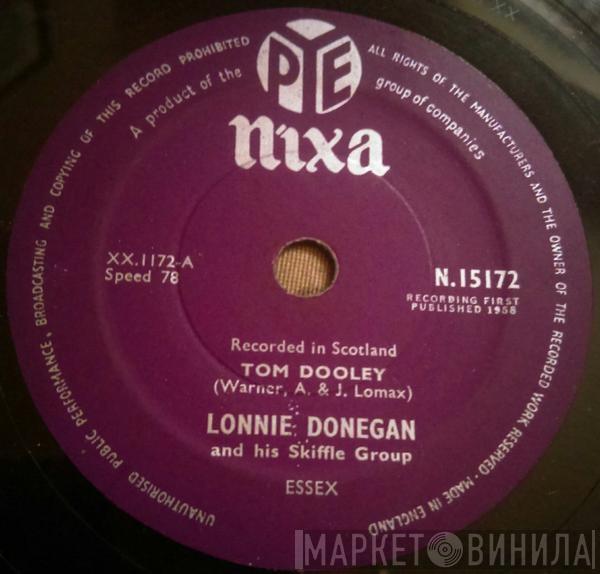 UNAUTHORISED PUBLIC PERFORMANCE, BROADCASTING AND COPYING OF THIS RECORD PROHIBITED
ALL RIGHTS OF THE MANUFACTURERS AND THE OWNER OF THE RECORDED WORK RESERVED · MADE IN ENGLAND
A product of the
PYE
group of companies
nixa
XX.1172-A
Speed 78
N.15172
RECORDING FIRST
PUBLISHED 1958
Recorded in Scotland
TOM DOOLEY
(Warner, A. & J. Lomax)
LONNIE DONEGAN
and his Skiffle Group
ESSEX
XX
МАРКЕТ ВИНИЛА